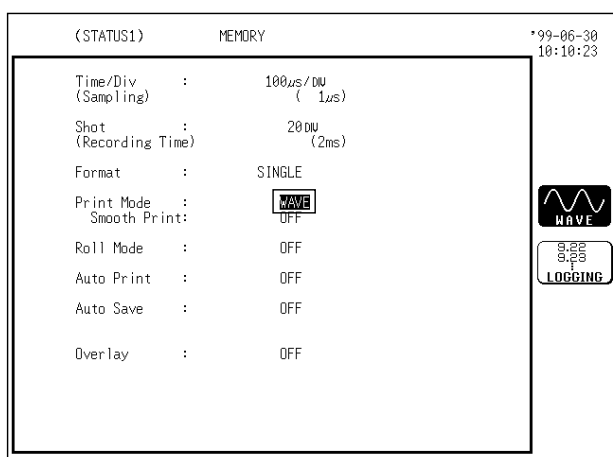 (STATUS1) MEMORY '99-06-30
10:10:23
Time/Div : 100µs/DIV
(Sampling) ( 1µs)
Shot : 20DIV
(Recording Time) (2ms)
Format : SINGLE
Print Mode : WAVE
Smooth Print: OFF
Roll Mode : OFF
Auto Print : OFF
Auto Save : OFF
Overlay : OFF
WAVE
9.22
9.23
LOGGING